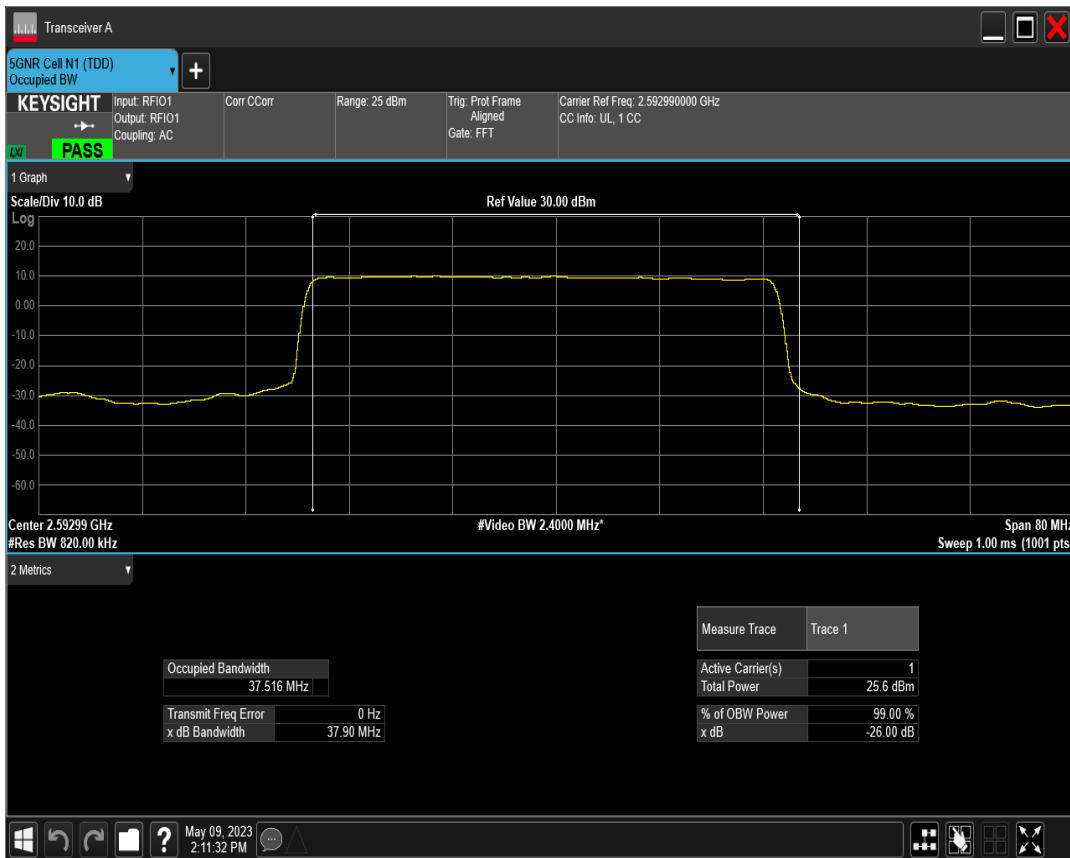 Transceiver A
5GNR Cell N1 (TDD)
Occupied BW
+
KEYSIGHT
LXI
PASS
Input: RFIO1
Output: RFIO1
Coupling: AC
Corr CCorr
Range: 25 dBm
Trig: Prot Frame
Aligned
Gate: FFT
Carrier Ref Freq: 2.592990000 GHz
CC Info: UL, 1 CC
1 Graph
Scale/Div 10.0 dB
Ref Value 30.00 dBm
Log
20.0
10.0
0.00
-10.0
-20.0
-30.0
-40.0
-50.0
-60.0
Center 2.59299 GHz
#Video BW 2.4000 MHz*
Span 80 MHz
#Res BW 820.00 kHz
Sweep 1.00 ms (1001 pts
2 Metrics
Measure Trace Trace 1
Occupied Bandwidth
37.516 MHz
Active Carrier(s) 1
Total Power 25.6 dBm
Transmit Freq Error 0 Hz
x dB Bandwidth 37.90 MHz
% of OBW Power 99.00 %
x dB -26.00 dB
?
May 09, 2023
2:11:32 PM